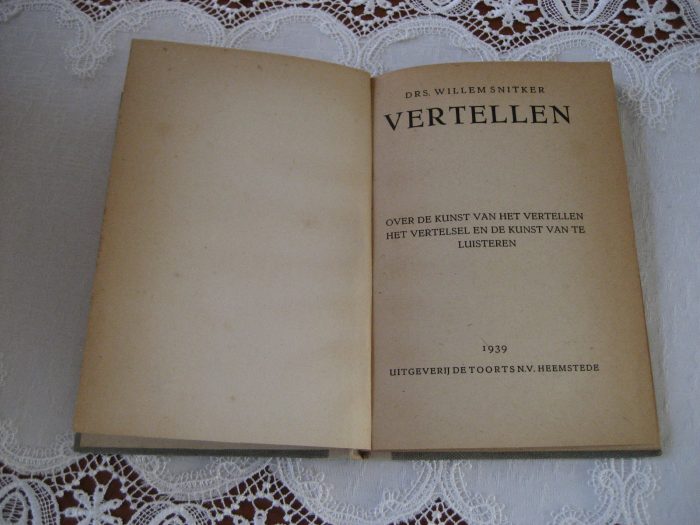 DRS. WILLEM SNITKER
VERTELLEN
OVER DE KUNST VAN HET VERTELLEN
HET VERTELSEL EN DE KUNST VAN TE
LUISTEREN
1939
UITGEVERIJ DE TOORTS N.V. HEEMSTEDE